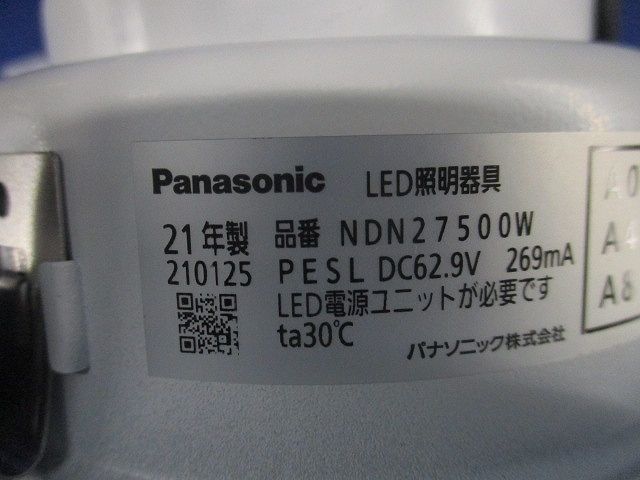 Panasonic LED照明器具
21年製 品番 NDN27500W
210125 PESL DC62.9V 269mA
LED電源ユニットが必要です
ta30℃
パナソニック株式会社
A0
A
A8